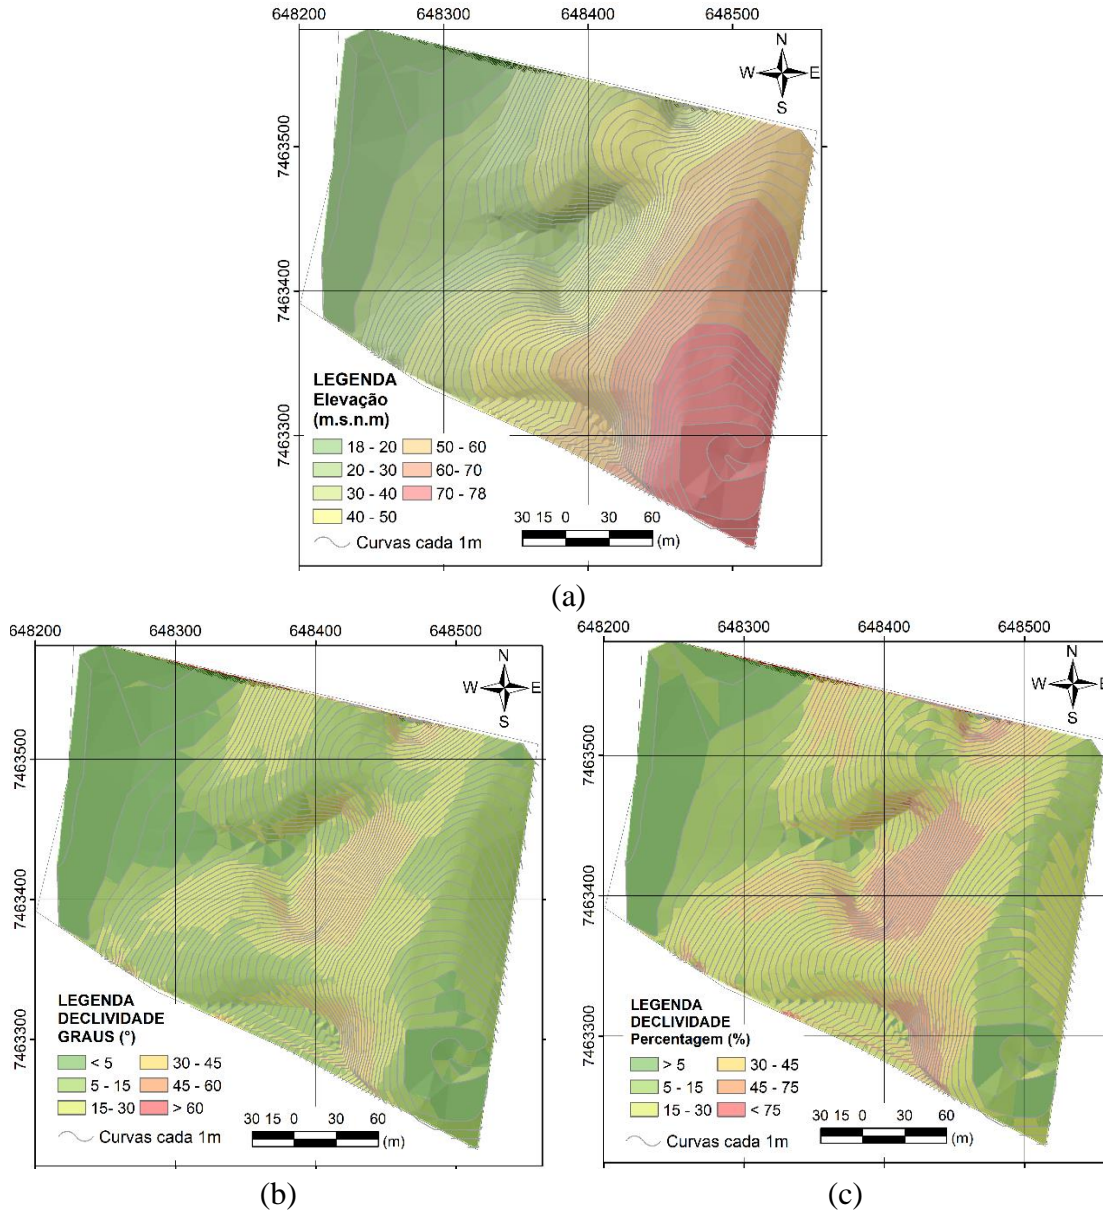 648200 648300 648400 648500
N
W E
S
7463500
7463400
7463300
LEGENDA
Elevação
(m.s.n.m)
18 - 20 50 - 60
20 - 30 60- 70
30 - 40 70 - 78
40 - 50
Curvas cada 1m
30 15 0 30 60
(m)
(a)
648200 648300 648400 648500
N
W E
S
7463500
7463400
7463300
LEGENDA
DECLIVIDADE
GRAUS (°)
< 5 30 - 45
5 - 15 45 - 60
15- 30 > 60
Curvas cada 1m
30 15 0 30 60
(m)
(b)
648200 648300 648400 648500
N
W E
S
7463500
7463400
7463300
LEGENDA
DECLIVIDADE
Percentagem (%)
> 5 30 - 45
5 - 15 45 - 75
15 - 30 < 75
Curvas cada 1m
30 15 0 30 60
(m)
(c)